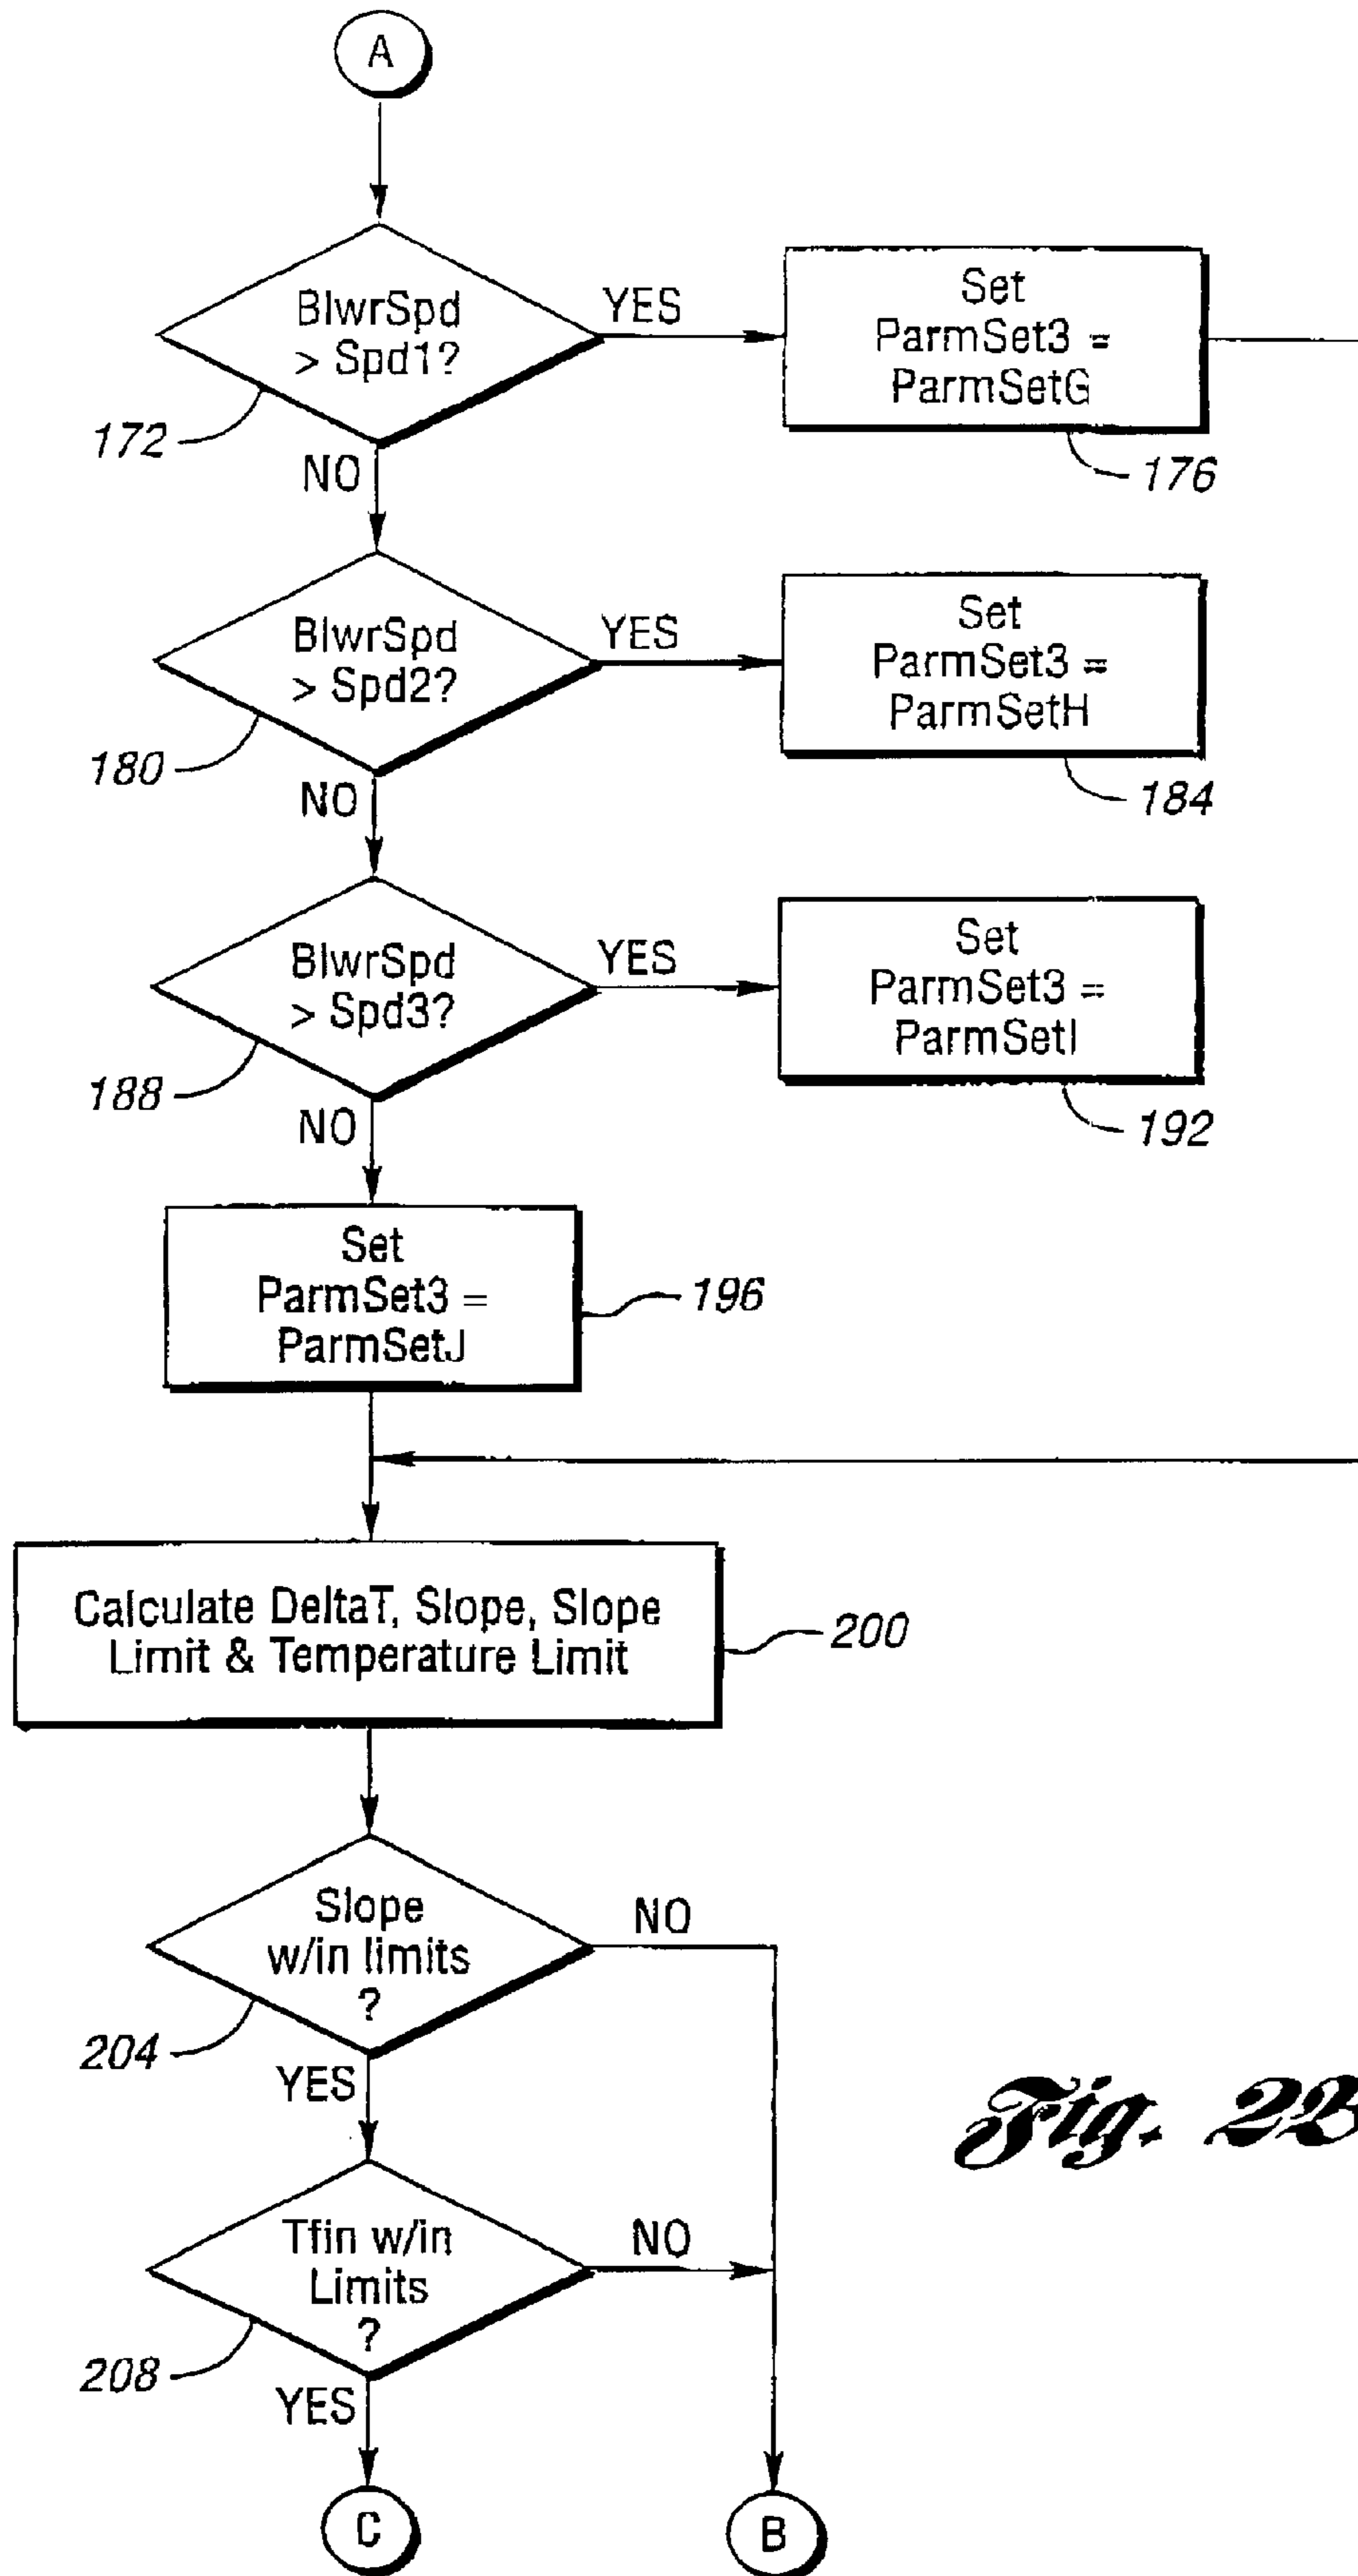 A
BlwrSpd
> Spd1?
YES
Set
ParmSet3 =
ParmSetG
172
NO
176
BlwrSpd
> Spd2?
YES
Set
ParmSet3 =
ParmSetH
180
NO
184
BlwrSpd
> Spd3?
YES
Set
ParmSet3 =
ParmSetI
188
NO
192
Set
ParmSet3 =
ParmSetJ
196
Calculate DeltaT, Slope, Slope
Limit & Temperature Limit
200
Slope
w/in limits
?
NO
204
YES
Fig. 2B
Tfin w/in
Limits
?
NO
208
YES
C
B